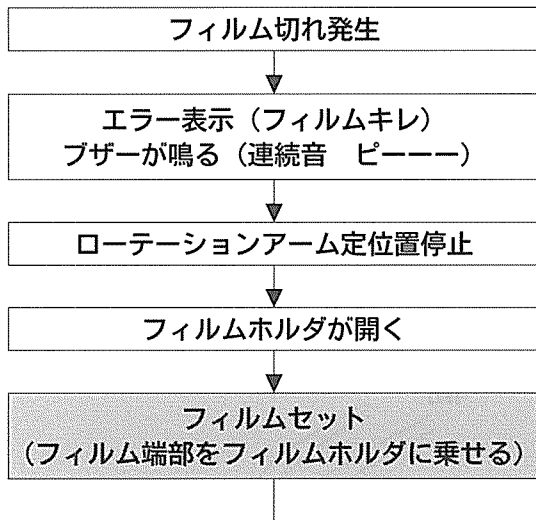 フィルム切れ発生
エラー表示（フィルムキレ）
ブザーが鳴る（連続音　ピーーー）
ローテーションアーム定位置停止
フィルムホルダが開く
フィルムセット
（フィルム端部をフィルムホルダに乗せる）